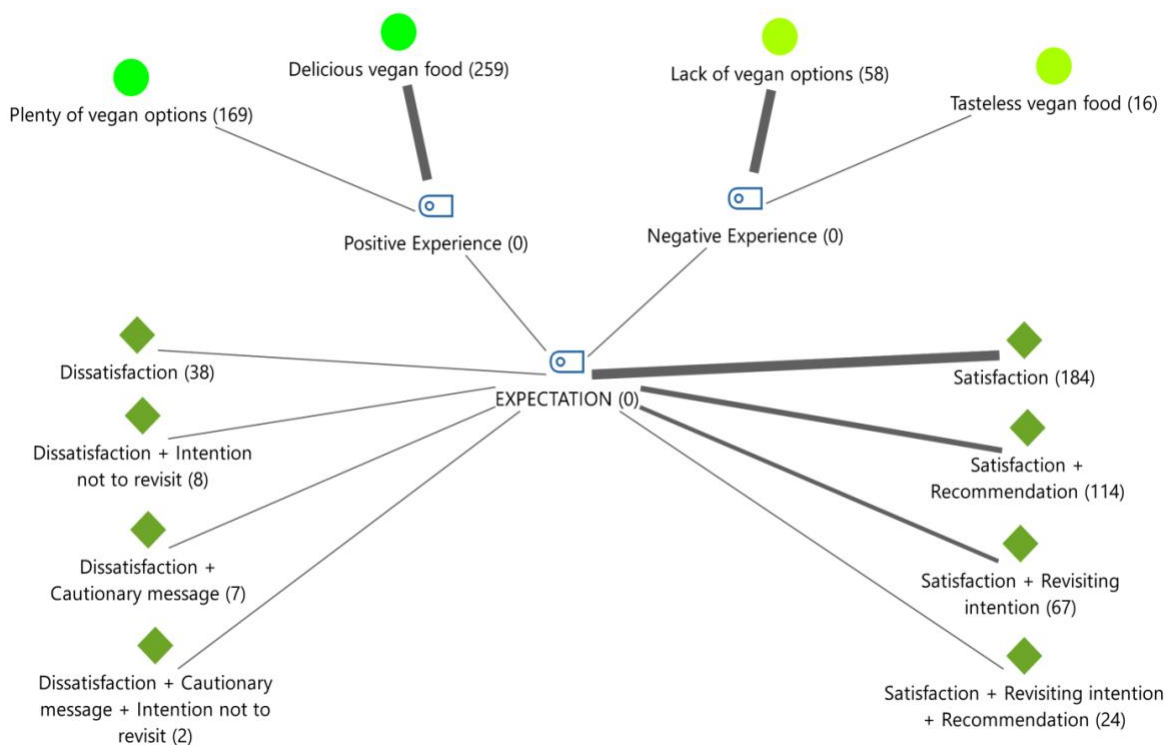 Delicious vegan food (259)
Lack of vegan options (58)
Plenty of vegan options (169)
Tasteless vegan food (16)
Positive Experience (0)
Negative Experience (0)
EXPECTATION (0)
Dissatisfaction (38)
Dissatisfaction + Intention
not to revisit (8)
Dissatisfaction +
Cautionary message (7)
Dissatisfaction + Cautionary
message + Intention not to
revisit (2)
Satisfaction (184)
Satisfaction +
Recommendation (114)
Satisfaction + Revisiting
intention (67)
Satisfaction + Revisiting intention
+ Recommendation (24)